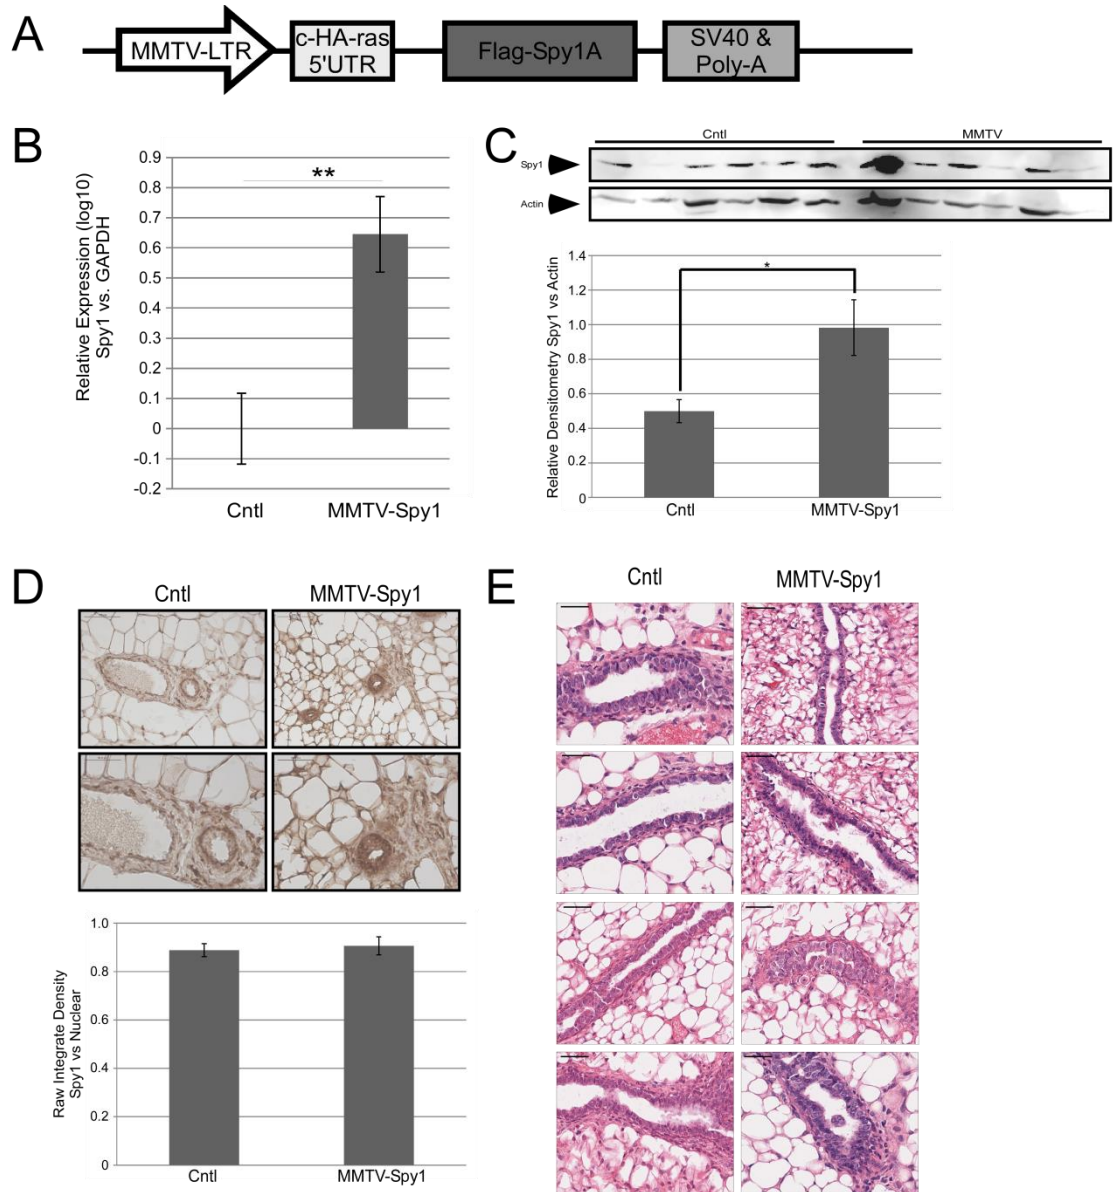 A
MMTV-LTR
c-HA-ras
5'UTR
Flag-Spy1A
SV40 &
Poly-A
B
Relative Expression (log10)
Spy1 vs. GAPDH
0.9
0.8
0.7
0.6
0.5
0.4
0.3
0.2
0.1
0
-0.1
-0.2
**
Cntl
MMTV-Spy1
C
Cntl
MMTV
Spy1
Actin
Relative Densitometry Spy1 vs Actin
1.4
1.2
1.0
0.8
0.6
0.4
0.2
0
*
Cntl
MMTV-Spy1
D
Cntl
MMTV-Spy1
Raw Integrate Density
Spy1 vs Nuclear
1.0
0.8
0.6
0.4
0.2
0
Cntl
MMTV-Spy1
E
Cntl
MMTV-Spy1